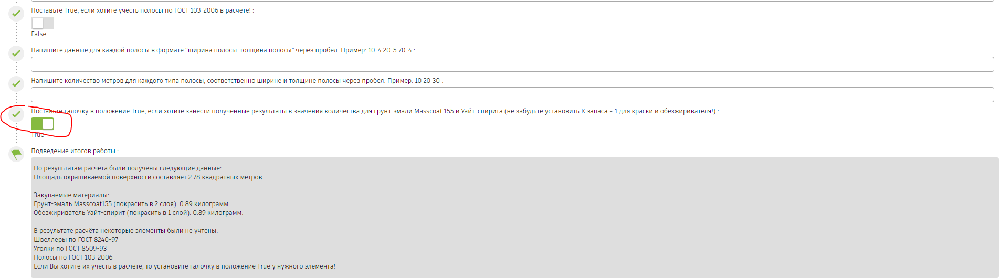 Поставьте True, если хотите учесть полосы по ГОСТ 103-2006 в расчёте! :
False
Напишите данные для каждой полосы в формате "ширина полосы-толщина полосы" через пробел. Пример: 10-4 20-5 70-4 :
Напишите количество метров для каждого типа полосы, соответственно ширине и толщине полосы через пробел. Пример: 10 20 30 :
Поставьте галочку в положение True, если хотите занести полученные результаты в значения количества для грунт-эмали Masscoat 155 и Уайт-спирита (не забудьте установить К.запаса = 1 для краски и обезжиривателя!) :
True
Подведение итогов работы :
По результатам расчёта были получены следующие данные:
Площадь окрашиваемой поверхности составляет 2.78 квадратных метров.
Закупаемые материалы:
Грунт-эмаль Masscoat155 (покрасить в 2 слоя): 0.89 килограмм.
Обезжириватель Уайт-спирит (покрасить в 1 слой): 0.89 килограмм.
В результате расчёта некоторые элементы были не учтены:
Швеллеры по ГОСТ 8240-97
Уголки по ГОСТ 8509-93
Полосы по ГОСТ 103-2006
Если Вы хотите их учесть в расчёте, то установите галочку в положение True у нужного элемента!